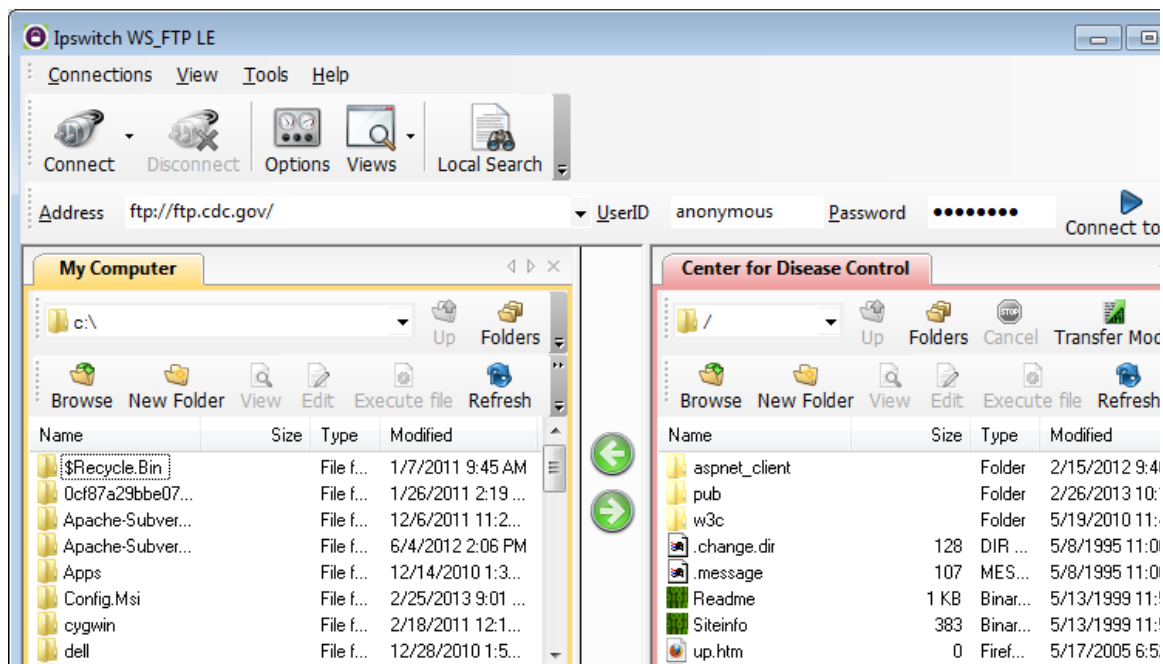 Ipswitch WS_FTP LE
Connections View Tools Help
Connect Disconnect Options Views Local Search
Address ftp://ftp.cdc.gov/ UserID anonymous Password ●●●●●●●● Connect to
My Computer
c:\ Up Folders
Browse New Folder View Edit Execute file Refresh
Name Size Type Modified
$Recycle.Bin File f... 1/7/2011 9:45 AM
0cf87a29bbe07... File f... 1/26/2011 2:19 ...
Apache-Subver... File f... 12/6/2011 11:2...
Apache-Subver... File f... 6/4/2012 2:06 PM
Apps File f... 12/14/2010 1:3...
Config.Msi File f... 2/25/2013 9:01 ...
cygwin File f... 2/18/2011 12:1...
dell File f... 12/28/2010 1:5...
Center for Disease Control
/ Up Folders STOP Cancel Transfer Mod
Browse New Folder View Edit Execute file Refresh
Name Size Type Modified
aspnet_client Folder 2/15/2012 9:4
pub Folder 2/26/2013 10:
w3c Folder 5/19/2010 11:
.change.dir 128 DIR ... 5/8/1995 11:0
.message 107 MES... 5/8/1995 11:0
Readme 1 KB Binar... 5/13/1999 11:
Siteinfo 383 Binar... 5/13/1999 11:
up.htm 0 Firef... 5/17/2005 6:5